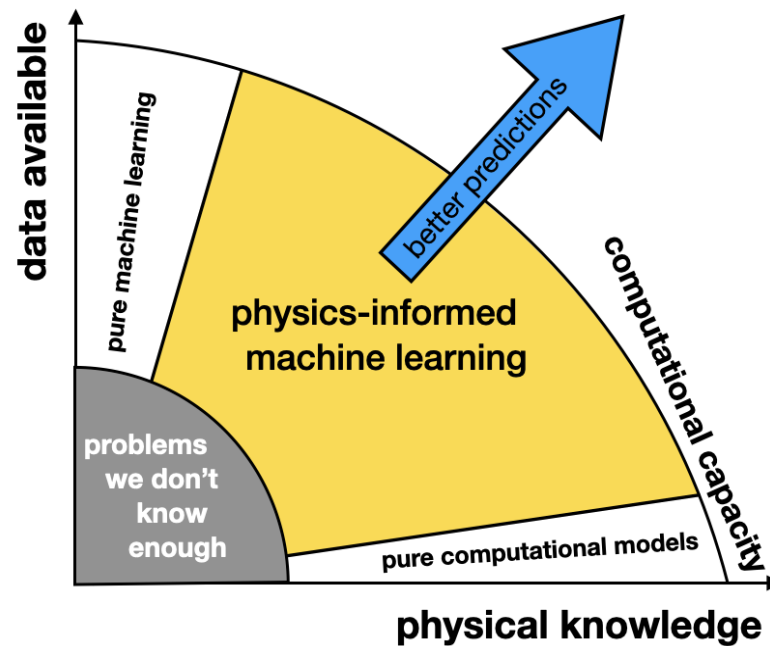 data available
pure machine learning
better predictions
physics-informed
machine learning
computational capacity
problems
we don't
know
enough
pure computational models
physical knowledge